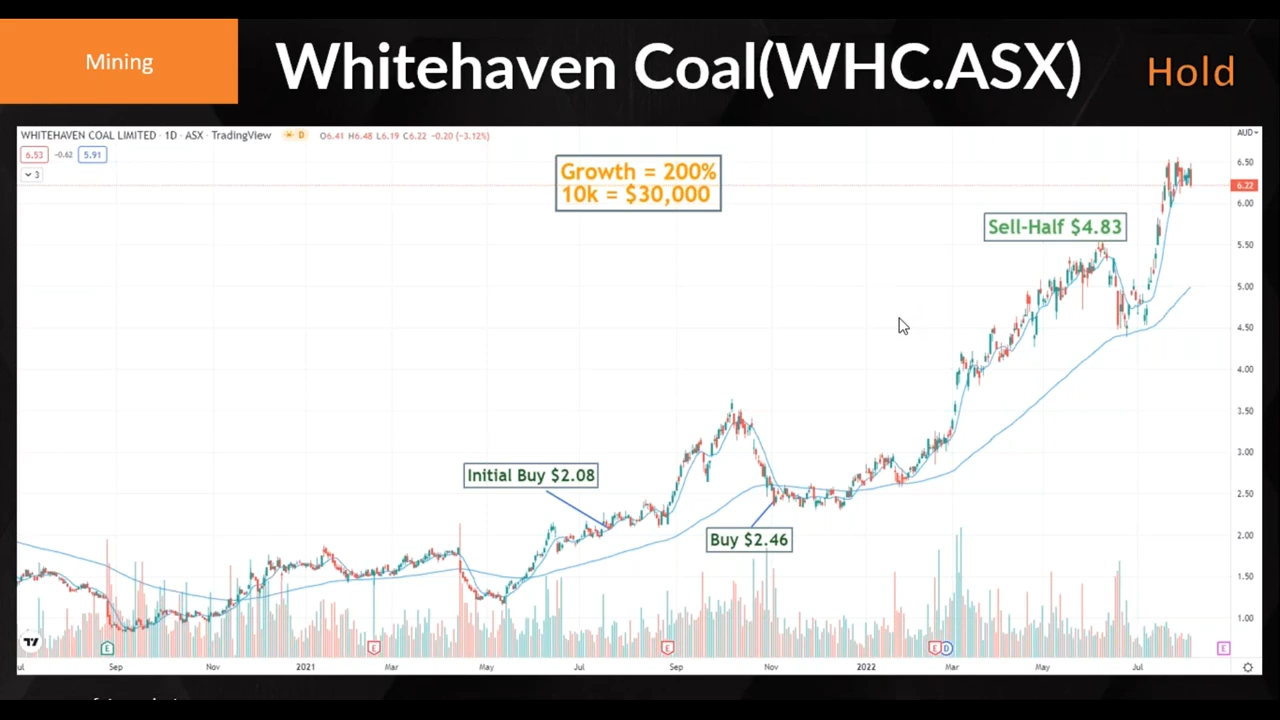 Mining
Whitehaven Coal(WHC.ASX)
Hold
WHITEHAVEN COAL LIMITED · 1D · ASX · TradingView D O6.41 H6.48 L6.19 C6.22 -0.20 (-3.12%)
AUD
6.53 -0.62 5.91
3
Growth = 200%
10k = $30,000
6.50
6.22
6.00
Sell-Half $4.83
5.50
5.00
4.50
4.00
3.50
3.00
Initial Buy $2.08
2.50
Buy $2.46
2.00
1.50
1.00
E E E E D E
Sep Nov 2021 Mar May Jul Sep Nov 2022 Mar May Jul